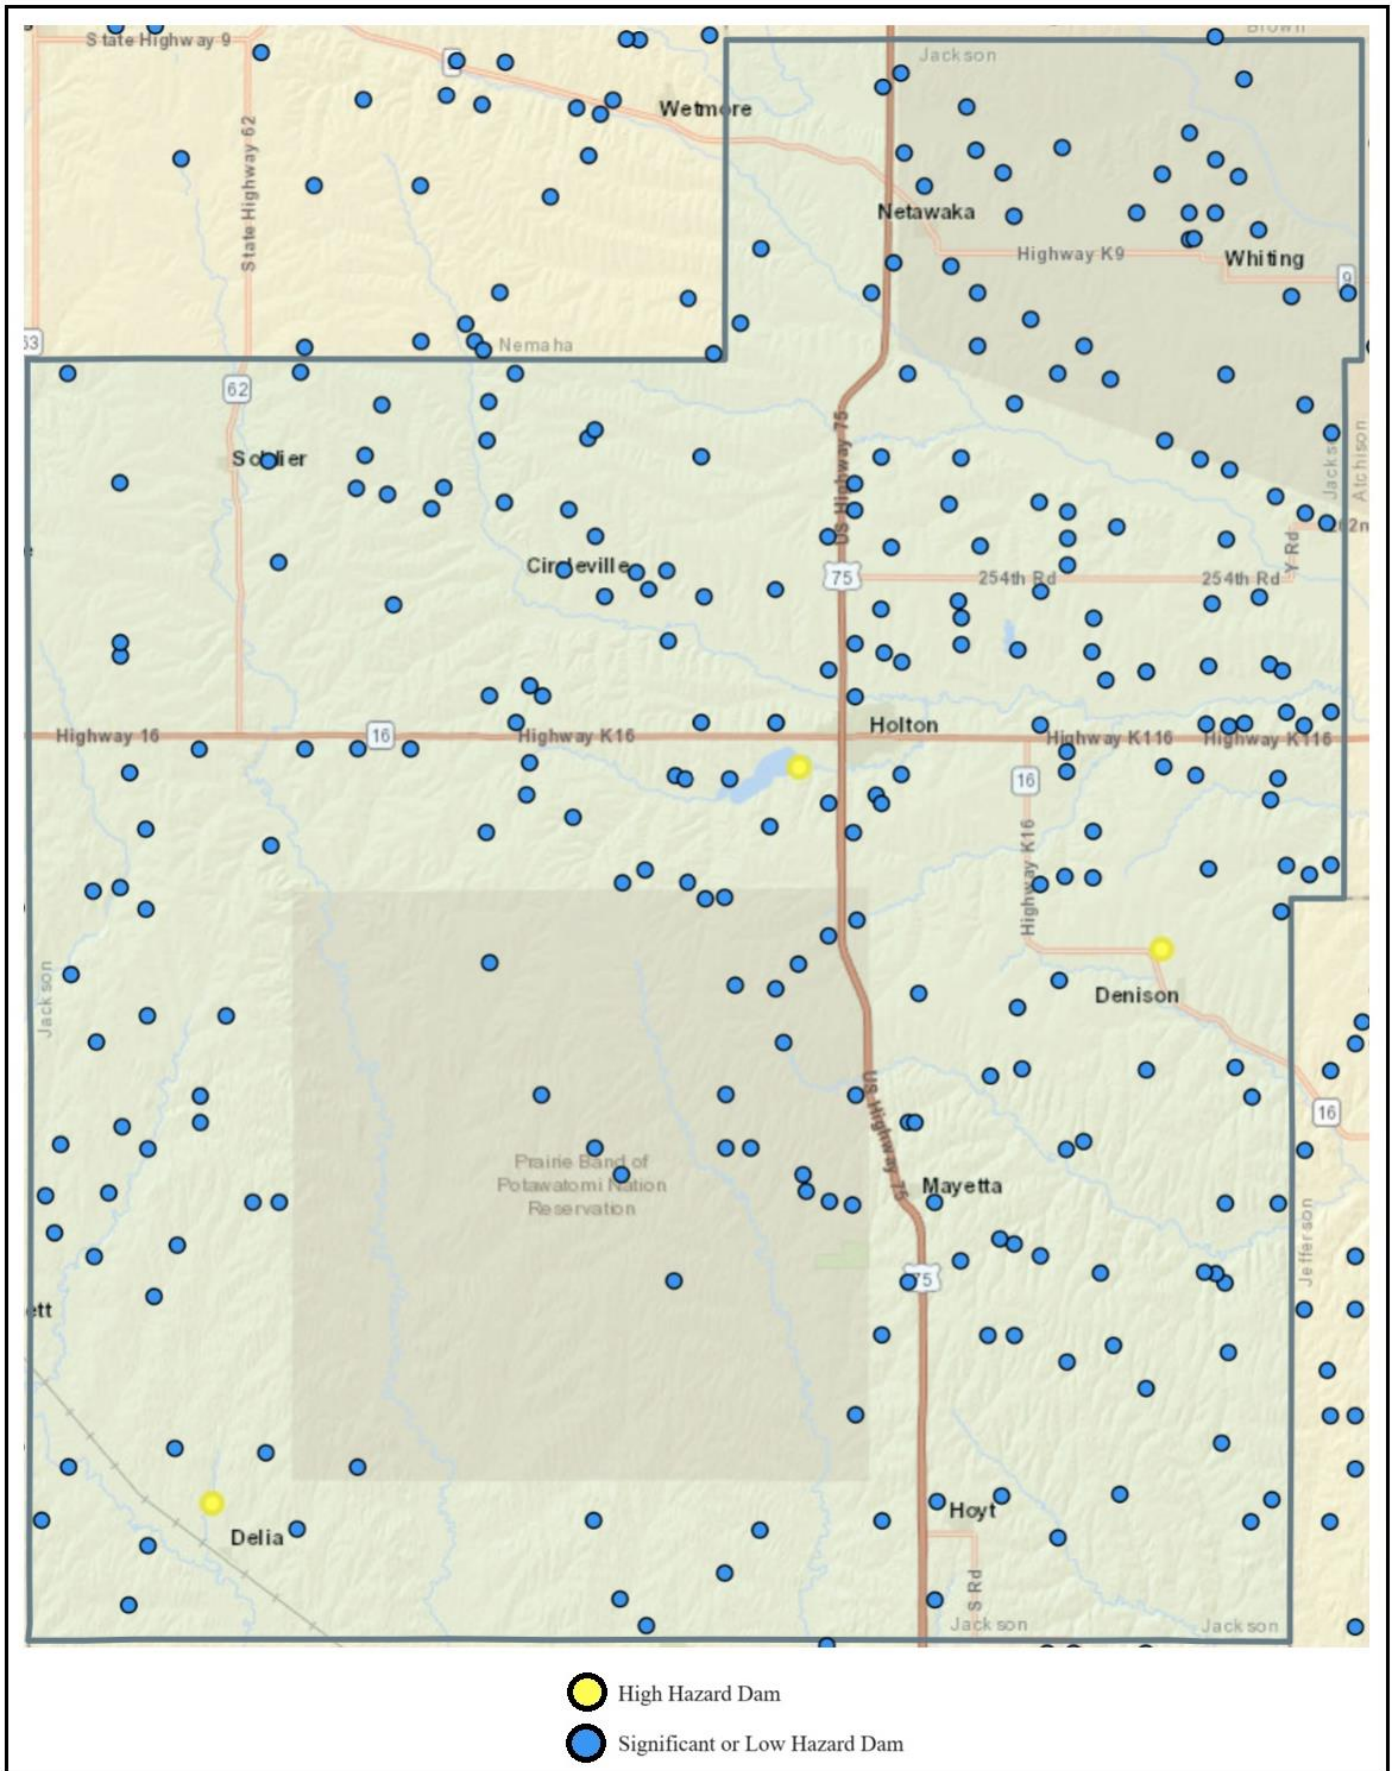 Brown
State Highway 9
Jackson
Wetmore
State Highway 62
Netawaka
Highway K9
Whiting
9
63
Nemaha
62
US Highway 75
Jackson
Atchison
Soldier
Circleville
Y Rd
75
254th Rd
254th Rd
Holton
Highway 16
16
Highway K16
Highway K116
Highway K116
16
Highway K16
Jackson
Denison
US Highway 75
16
Prairie Band of
Potawatomi Nation
Reservation
Mayetta
Jefferson
75
ett
Hoyt
Delia
S Rd
Jackson
Jackson
High Hazard Dam
Significant or Low Hazard Dam